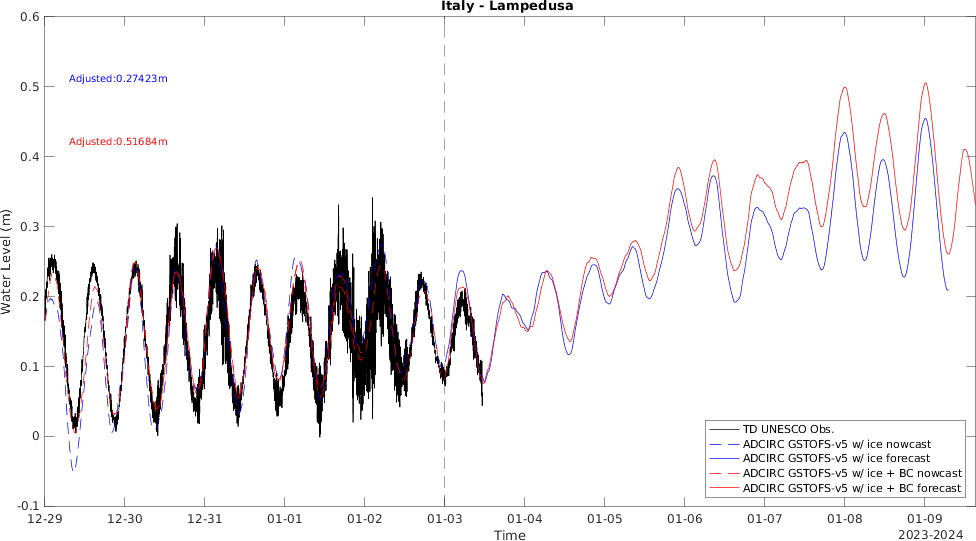 Italy - Lampedusa
0.6
0.5
0.4
0.3
0.2
0.1
0
-0.1
Water Level (m)
Adjusted:0.27423m
Adjusted:0.51684m
TD UNESCO Obs.
ADCIRC GSTOFS-v5 w/ ice nowcast
ADCIRC GSTOFS-v5 w/ ice forecast
ADCIRC GSTOFS-v5 w/ ice + BC nowcast
ADCIRC GSTOFS-v5 w/ ice + BC forecast
12-29 12-30 12-31 01-01 01-02 01-03 01-04 01-05 01-06 01-07 01-08 01-09
Time
2023-2024